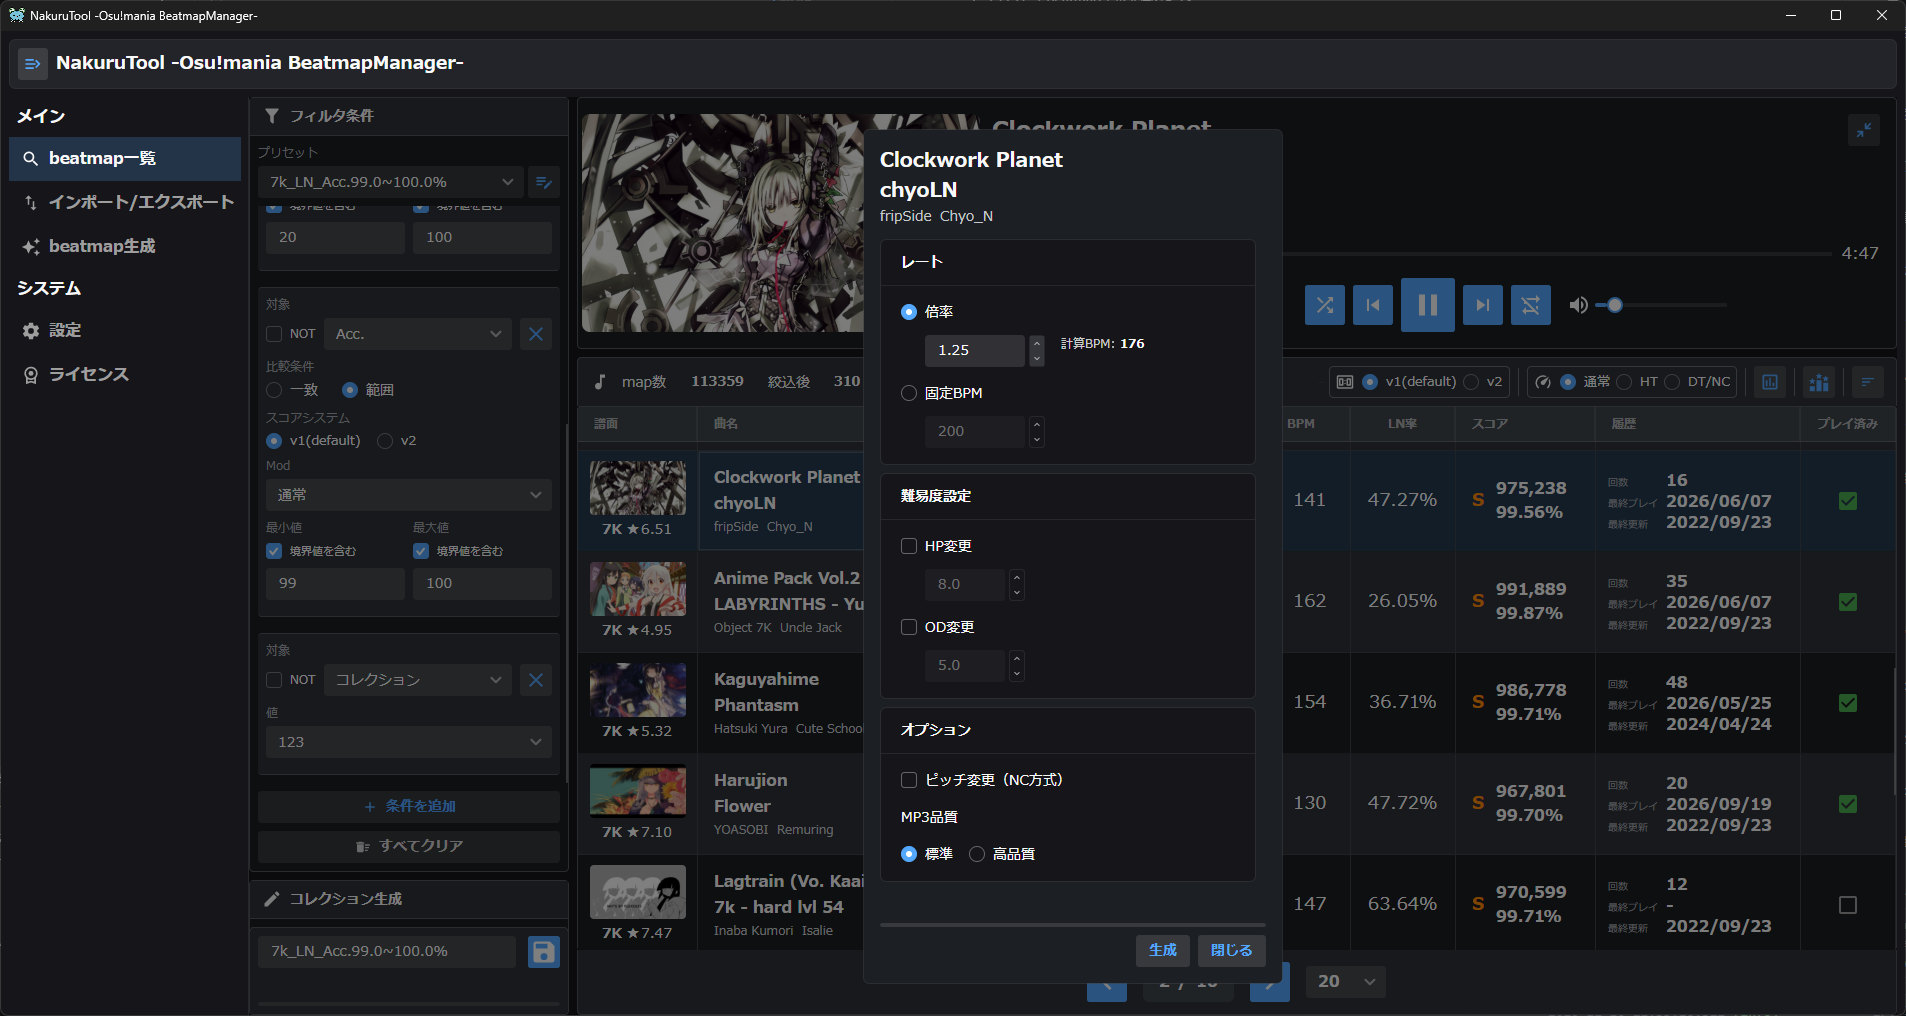 NakuruTool -Osu!mania BeatmapManager-
NakuruTool -Osu!mania BeatmapManager-
メイン
beatmap一覧
インポート/エクスポート
beatmap生成
システム
設定
ライセンス
フィルタ条件
プリセット
7k_LN_Acc.99.0~100.0%
境界値を含む 境界値を含む
20 100
対象
NOT Acc.
比較条件
一致 範囲
スコアシステム
v1(default) v2
Mod
通常
最小値 最大値
境界値を含む 境界値を含む
99 100
対象
NOT コレクション
値
123
+ 条件を追加
すべてクリア
コレクション生成
7k_LN_Acc.99.0~100.0%
Clockwork Planet
4:47
map数 113359 絞込後 310
v1(default) v2 通常 HT DT/NC
譜面 曲名 BPM LN率 スコア 履歴 プレイ済み
7K ★6.51
Clockwork Planet
chyoLN
fripSide Chyo_N
141 47.27% S 975,238
99.56%
回数 16
最終プレイ 2026/06/07
最終更新 2022/09/23
7K ★4.95
Anime Pack Vol.2
LABYRINTHS - Yu
Object 7K Uncle Jack
162 26.05% S 991,889
99.87%
回数 35
最終プレイ 2026/06/07
最終更新 2022/09/23
7K ★5.32
Kaguyahime
Phantasm
Hatsuki Yura Cute Schoo
154 36.71% S 986,778
99.71%
回数 48
最終プレイ 2026/05/25
最終更新 2024/04/24
7K ★7.10
Harujion
Flower
YOASOBI Remuring
130 47.72% S 967,801
99.70%
回数 20
最終プレイ 2026/09/19
最終更新 2022/09/23
7K ★7.47
Lagtrain (Vo. Kaai
7k - hard lvl 54
Inaba Kumori Isalie
147 63.64% S 970,599
99.71%
回数 12
最終プレイ -
最終更新 2022/09/23
20
Clockwork Planet
chyoLN
fripSide Chyo_N
レート
倍率
1.25 計算BPM: 176
固定BPM
200
難易度設定
HP変更
8.0
OD変更
5.0
オプション
ピッチ変更（NC方式）
MP3品質
標準 高品質
生成 閉じる